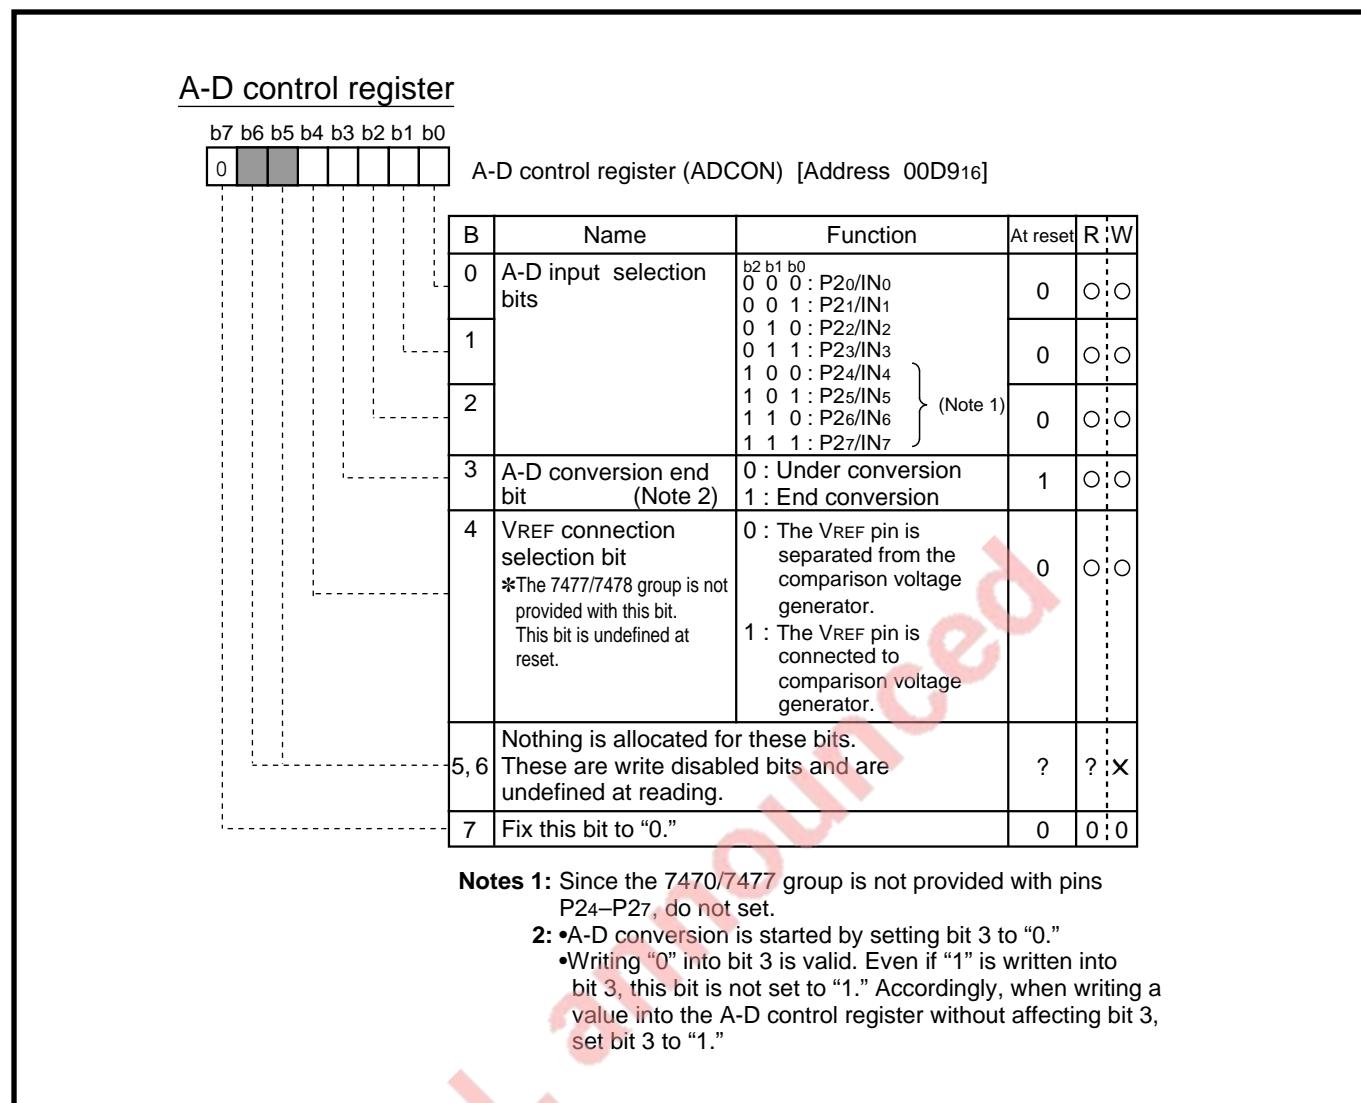 A-D control register
b7 b6 b5 b4 b3 b2 b1 b0
0
A-D control register (ADCON) [Address 00D916]
B Name Function At reset R W
0 A-D input selection bits
b2 b1 b0
0 0 0 : P20/IN0
0 0 1 : P21/IN1
0 1 0 : P22/IN2
0 1 1 : P23/IN3
1 0 0 : P24/IN4
1 0 1 : P25/IN5
1 1 0 : P26/IN6
1 1 1 : P27/IN7
(Note 1)
0 ○ ○
1
0 ○ ○
2
0 ○ ○
3 A-D conversion end
bit (Note 2)
0 : Under conversion
1 : End conversion
1 ○ ○
4 VREF connection
selection bit
✽The 7477/7478 group is not
provided with this bit.
This bit is undefined at
reset.
0 : The VREF pin is
separated from the
comparison voltage
generator.
1 : The VREF pin is
connected to
comparison voltage
generator.
0 ○ ○
5, 6
Nothing is allocated for these bits.
These are write disabled bits and are
undefined at reading.
? ? ×
7 Fix this bit to “0.” 0 0 0
Notes 1: Since the 7470/7477 group is not provided with pins
P24–P27, do not set.
2: •A-D conversion is started by setting bit 3 to “0.”
•Writing “0” into bit 3 is valid. Even if “1” is written into
bit 3, this bit is not set to “1.” Accordingly, when writing a
value into the A-D control register without affecting bit 3,
set bit 3 to “1.”
announced